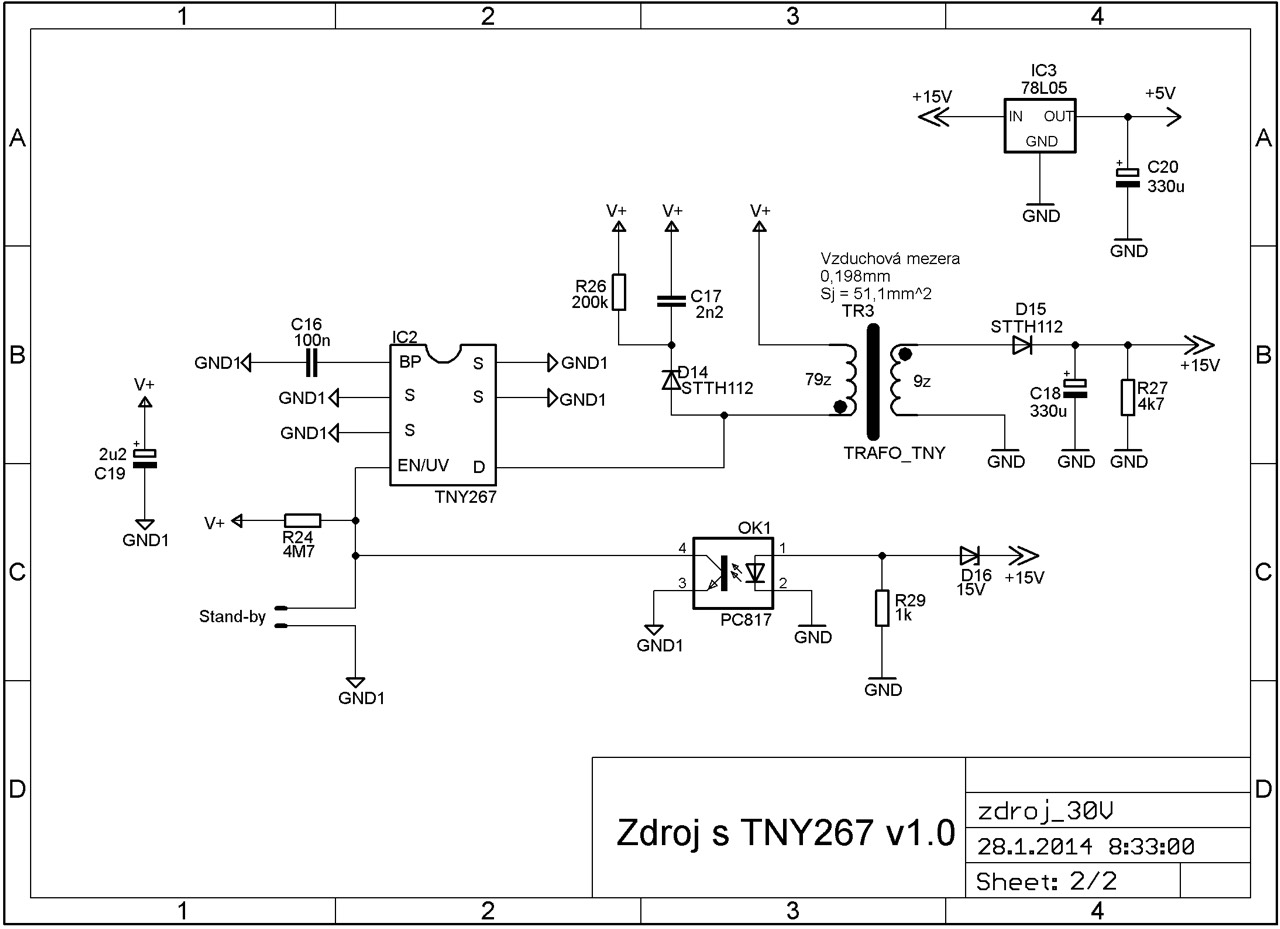 1 2 3 4
A A
B B
C C
D D
IC3
78L05
+15V
+5V
IN OUT
GND
+
C20
330u
GND
GND
V+ V+ V+
R26
200k
C17
2n2
Vzduchová mezera
0,198mm
Sj = 51,1mm^2
TR3
79z
9z
TRAFO_TNY
D14
STTH112
D15
STTH112
+15V
+
C18
330u
R27
4k7
GND GND GND
C16
100n
IC2
GND1
BP S
GND1
GND1
S S
GND1
GND1
S
EN/UV D
TNY267
V+
+
2u2
C19
GND1
V+
R24
4M7
Stand-by
GND1
OK1
4 1
3 2
PC817
GND1
GND
D16
15V
+15V
R29
1k
GND
Zdroj s TNY267 v1.0
zdroj_30V
28.1.2014 8:33:00
Sheet: 2/2
1 2 3 4